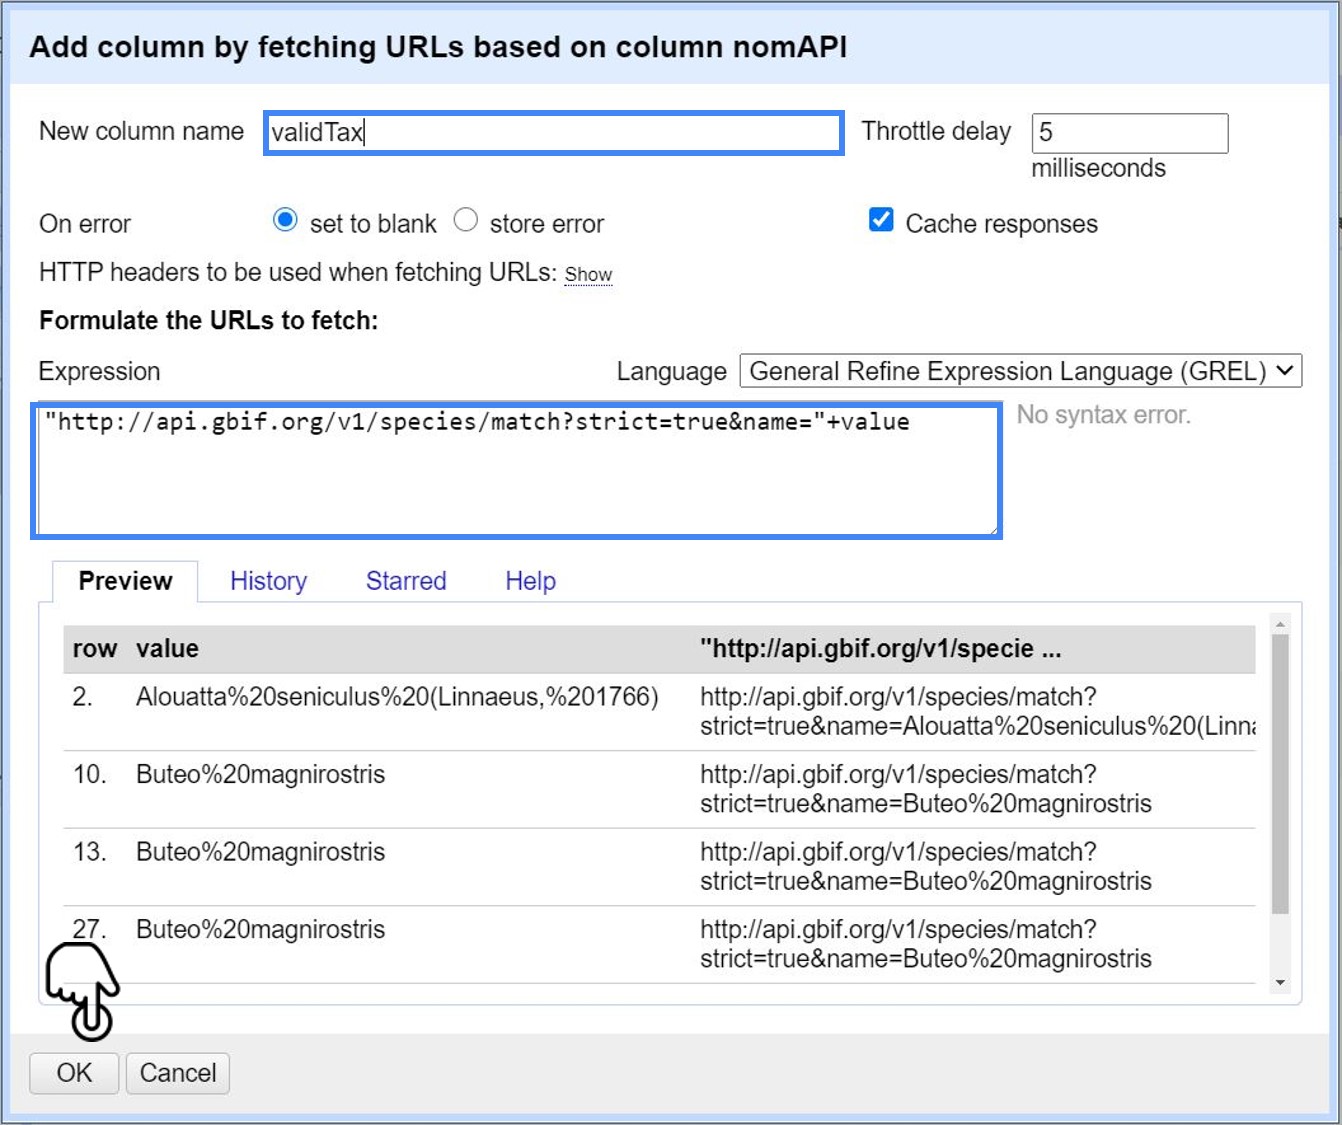 Add column by fetching URLs based on column nomAPI
New column name validTax Throttle delay 5
milliseconds
On error set to blank store error Cache responses
HTTP headers to be used when fetching URLs: Show
Formulate the URLs to fetch:
Expression Language General Refine Expression Language (GREL)
"http://api.gbif.org/v1/species/match?strict=true&name="+value No syntax error.
Preview History Starred Help
row value "http://api.gbif.org/v1/specie ...
2. Alouatta%20seniculus%20(Linnaeus,%201766) http://api.gbif.org/v1/species/match?
strict=true&name=Alouatta%20seniculus%20(Linna
10. Buteo%20magnirostris http://api.gbif.org/v1/species/match?
strict=true&name=Buteo%20magnirostris
13. Buteo%20magnirostris http://api.gbif.org/v1/species/match?
strict=true&name=Buteo%20magnirostris
27. Buteo%20magnirostris http://api.gbif.org/v1/species/match?
strict=true&name=Buteo%20magnirostris
OK Cancel